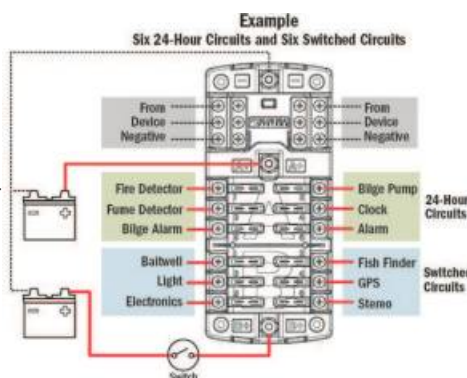 Example
Six 24-Hour Circuits and Six Switched Circuits
From
Device
Negative
From
Device
Negative
Fire Detector
Fume Detector
Bilge Alarm
Bilge Pump
Clock
Alarm
24-Hour
Circuits
Baitwell
Light
Electronics
Fish Finder
GPS
Stereo
Switched
Circuits
Switch